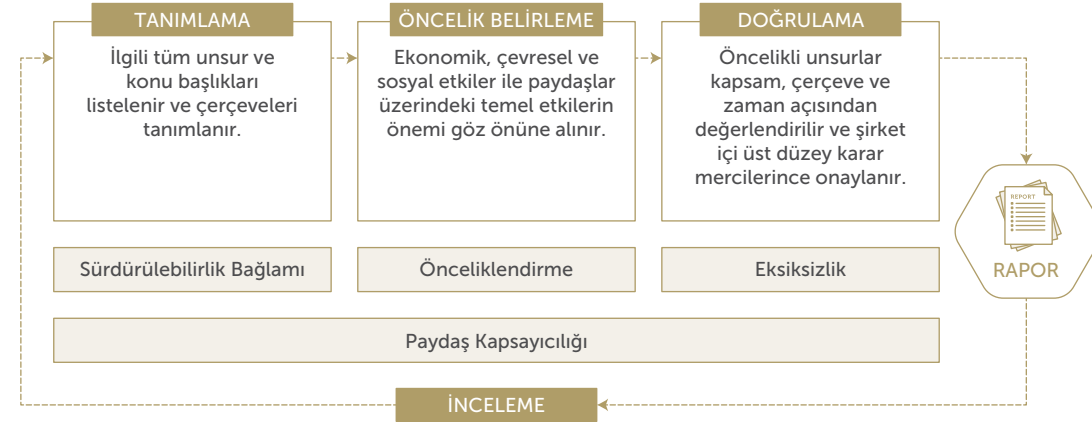 TANIMLAMA
İlgili tüm unsur ve
konu başlıkları
listelenir ve çerçeveleri
tanımlanır.
ÖNCELİK BELİRLEME
Ekonomik, çevresel ve
sosyal etkiler ile paydaşlar
üzerindeki temel etkilerin
önemi göz önüne alınır.
DOĞRULAMA
Öncelikli unsurlar
kapsam, çerçeve ve
zaman açısından
değerlendirilir ve şirket
içi üst düzey karar
mercilerince onaylanır.
REPORT
RAPOR
Sürdürülebilirlik Bağlamı
Önceliklendirme
Eksiksizlik
Paydaş Kapsayıcılığı
İNCELEME